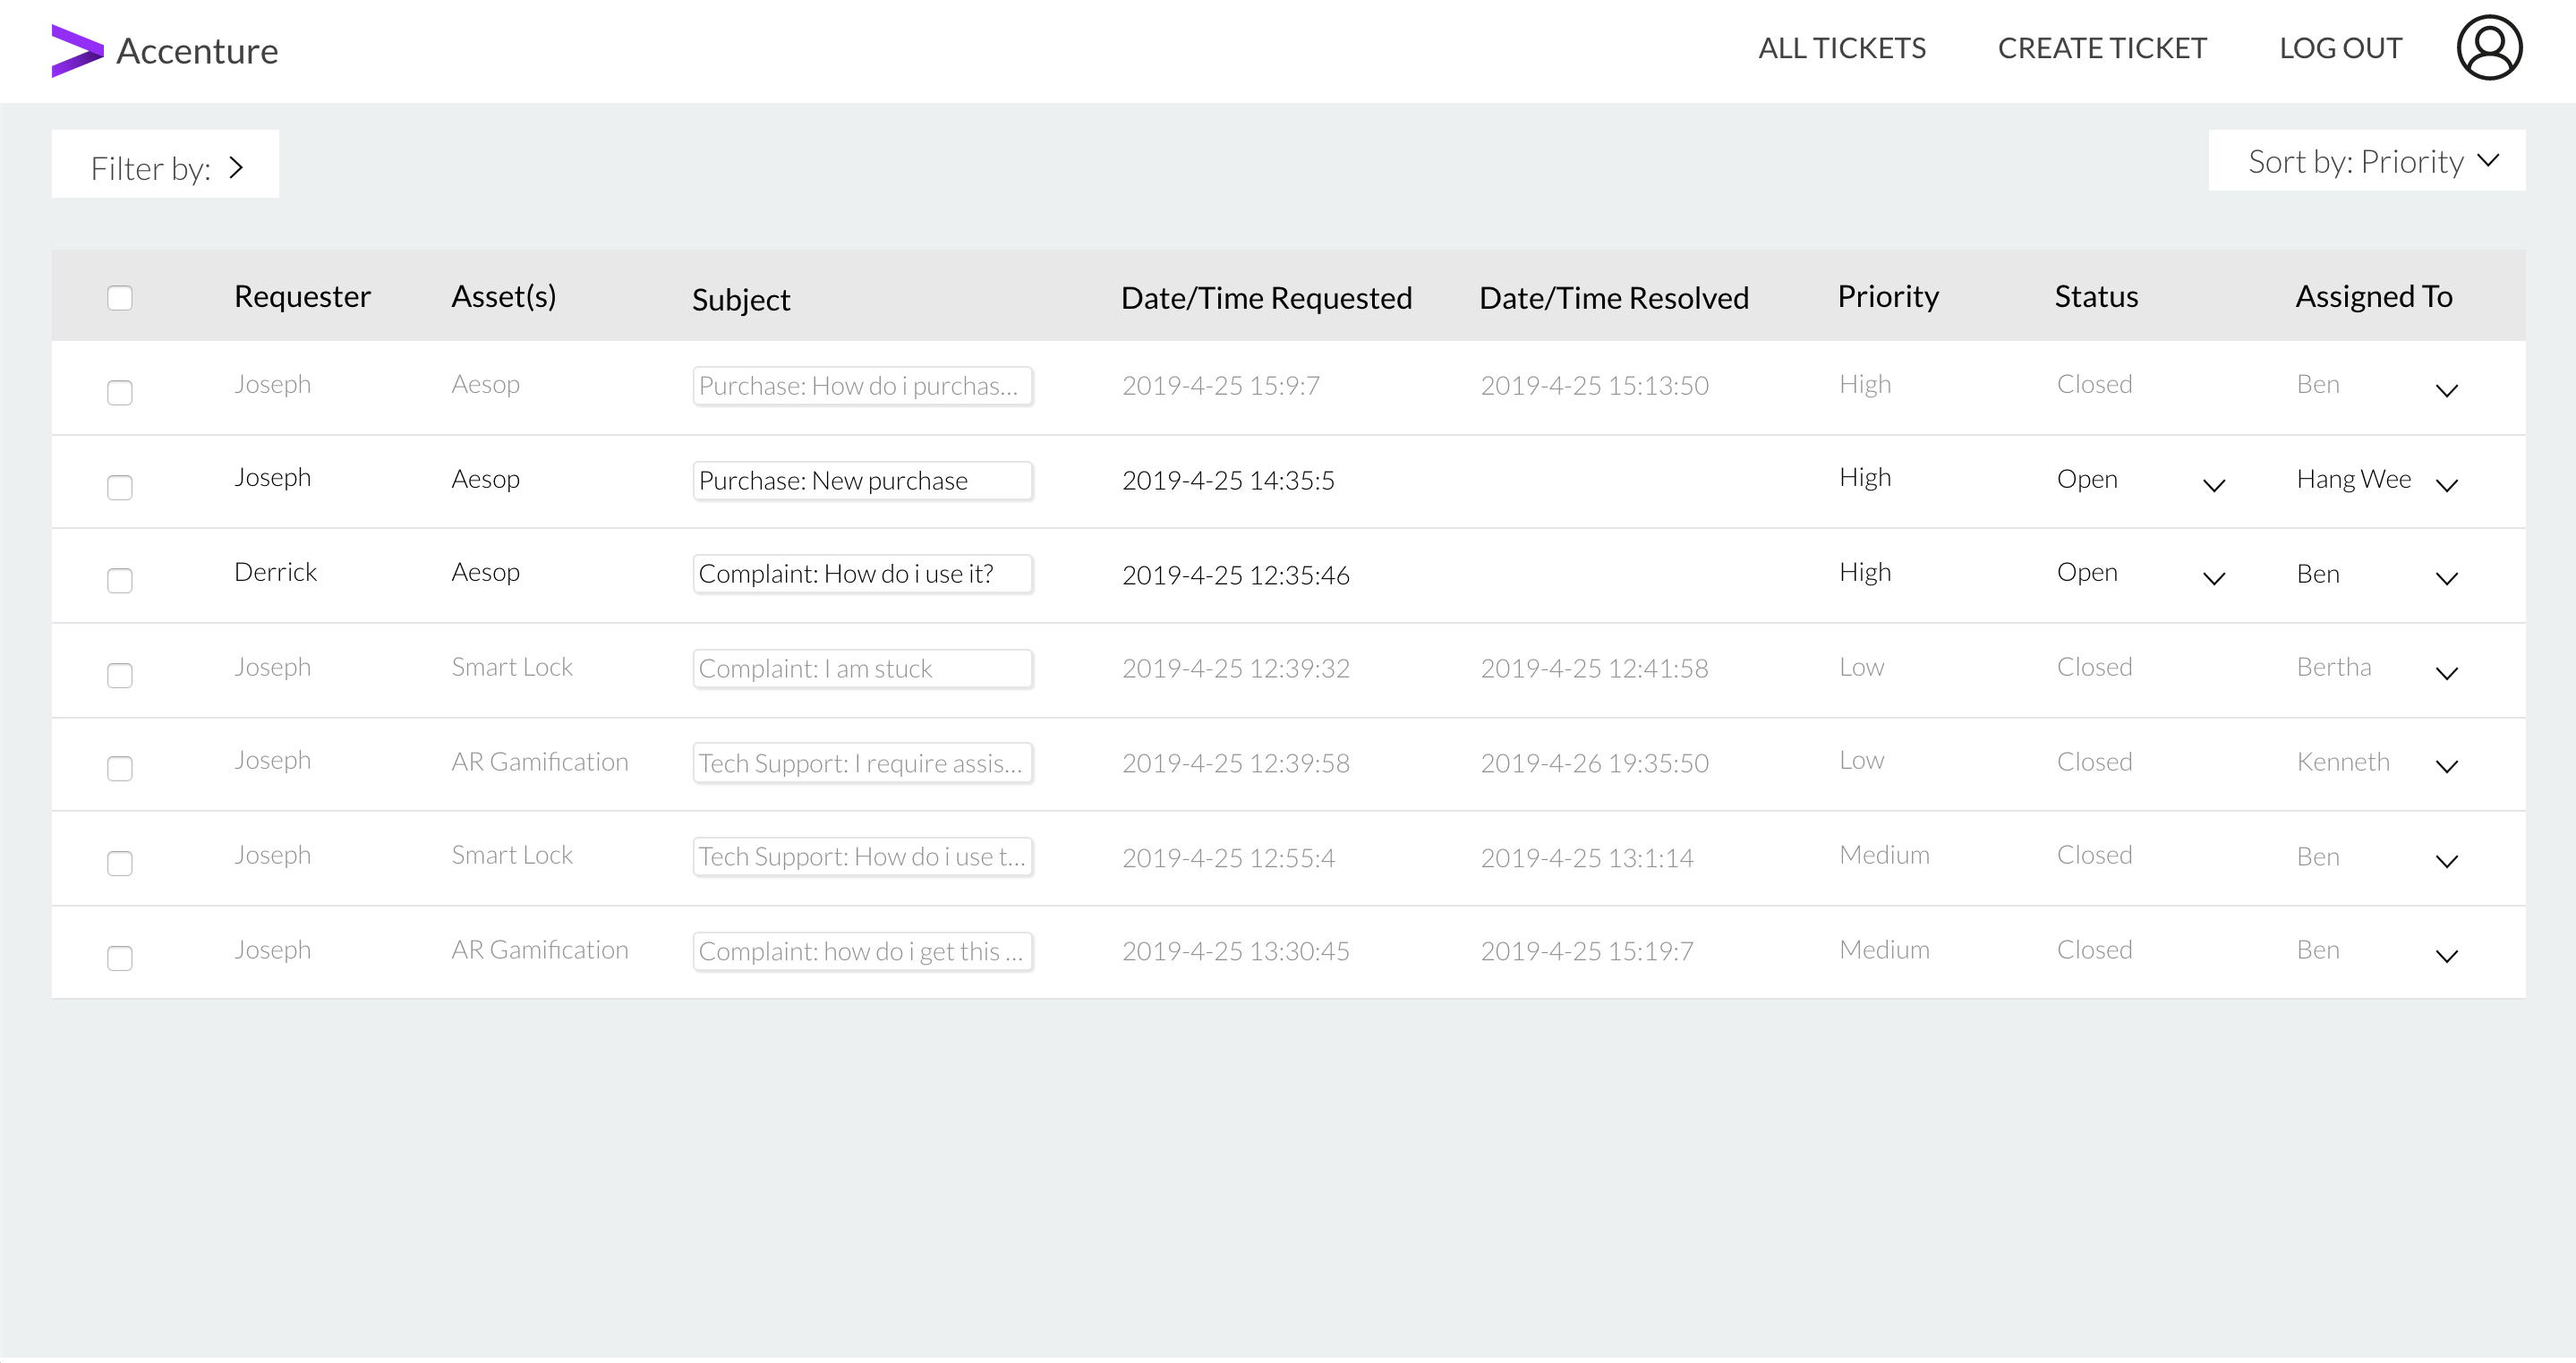 Accenture ALL TICKETS CREATE TICKET LOG OUT
Filter by: Sort by: Priority
Requester Asset(s) Subject Date/Time Requested Date/Time Resolved Priority Status Assigned To
Joseph Aesop Purchase: How do i purchas... 2019-4-25 15:9:7 2019-4-25 15:13:50 High Closed Ben
Joseph Aesop Purchase: New purchase 2019-4-25 14:35:5 High Open Hang Wee
Derrick Aesop Complaint: How do i use it? 2019-4-25 12:35:46 High Open Ben
Joseph Smart Lock Complaint: I am stuck 2019-4-25 12:39:32 2019-4-25 12:41:58 Low Closed Bertha
Joseph AR Gamification Tech Support: I require assis... 2019-4-25 12:39:58 2019-4-26 19:35:50 Low Closed Kenneth
Joseph Smart Lock Tech Support: How do i use t... 2019-4-25 12:55:4 2019-4-25 13:1:14 Medium Closed Ben
Joseph AR Gamification Complaint: how do i get this ... 2019-4-25 13:30:45 2019-4-25 15:19:7 Medium Closed Ben